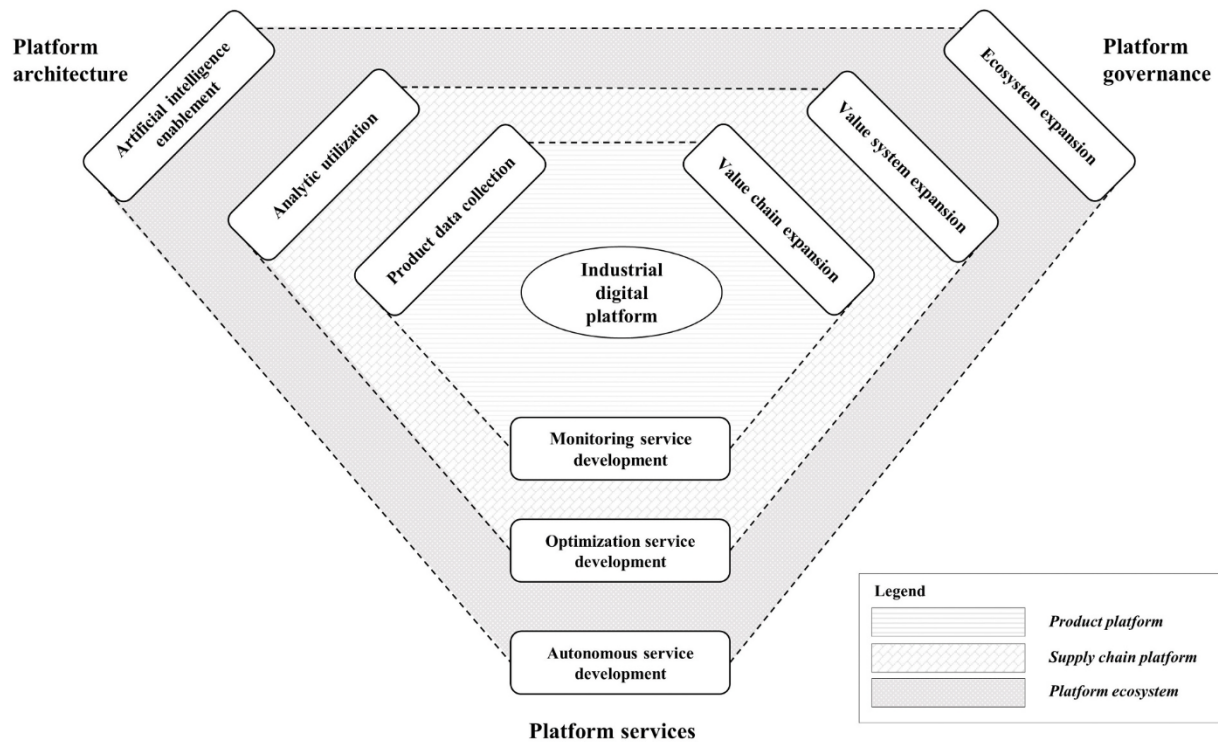 Platform
architecture
Platform
governance
Artificial intelligence
enablement
Analytic utilization
Product data collection
Value chain expansion
Value system expansion
Ecosystem expansion
Industrial
digital
platform
Monitoring service
development
Optimization service
development
Autonomous service
development
Platform services
Legend
Product platform
Supply chain platform
Platform ecosystem